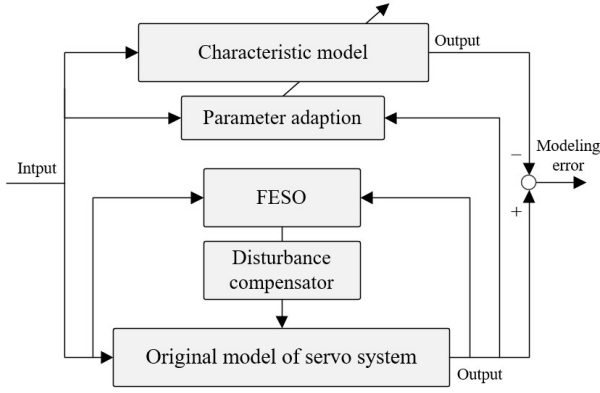 Characteristic model
Output
Parameter adaption
Modeling
error
−
Intput
+
FESO
Disturbance
compensator
Original model of servo system
Output